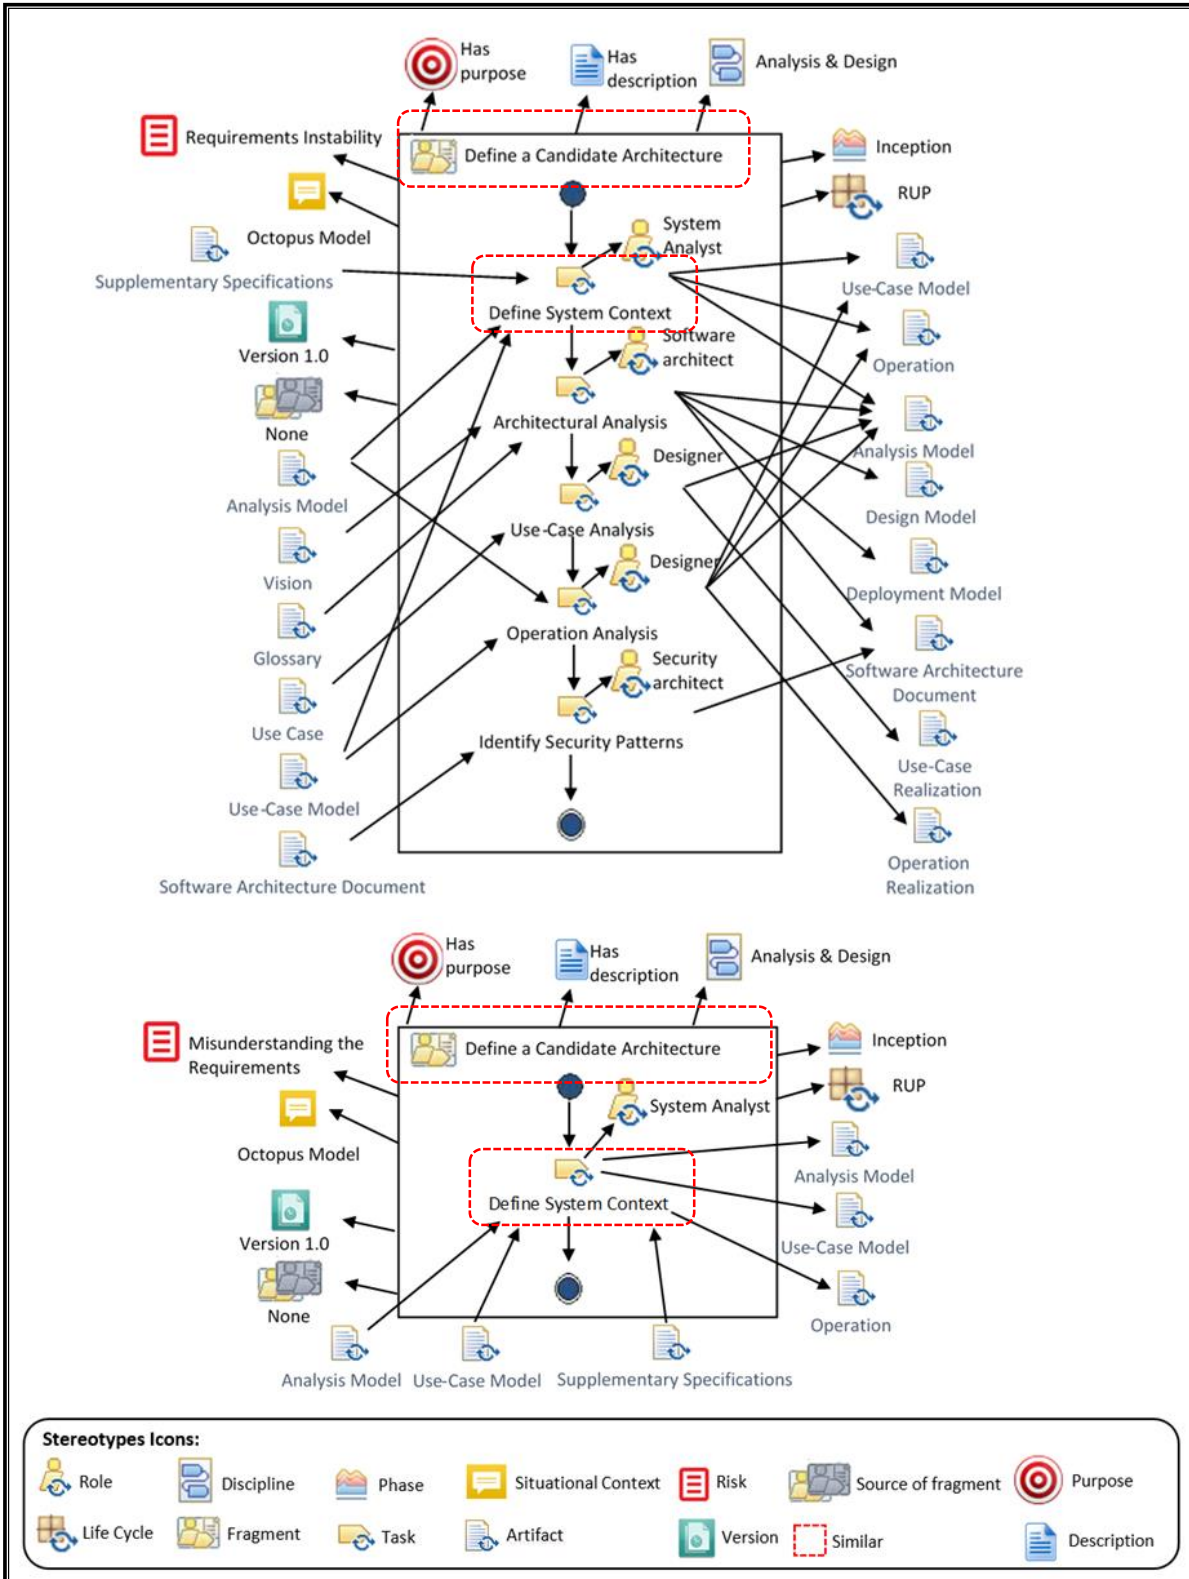 Has
purpose
Has
description
Analysis & Design
Requirements Instability
Define a Candidate Architecture
Inception
RUP
Octopus Model
System
Analyst
Supplementary Specifications
Use-Case Model
Define System Context
Version 1.0
Software
architect
Operation
None
Architectural Analysis
Analysis Model
Designer
Analysis Model
Design Model
Use-Case Analysis
Vision
Designer
Deployment Model
Operation Analysis
Glossary
Security
architect
Software Architecture
Document
Use Case
Identify Security Patterns
Use-Case
Realization
Use-Case Model
Operation
Realization
Software Architecture Document
Has
purpose
Has
description
Analysis & Design
Misunderstanding the
Requirements
Define a Candidate Architecture
Inception
RUP
System Analyst
Octopus Model
Analysis Model
Define System Context
Version 1.0
Use-Case Model
None
Operation
Analysis Model
Use-Case Model
Supplementary Specifications
Stereotypes Icons:
Role
Discipline
Phase
Situational Context
Risk
Source of fragment
Purpose
Life Cycle
Fragment
Task
Artifact
Version
Similar
Description